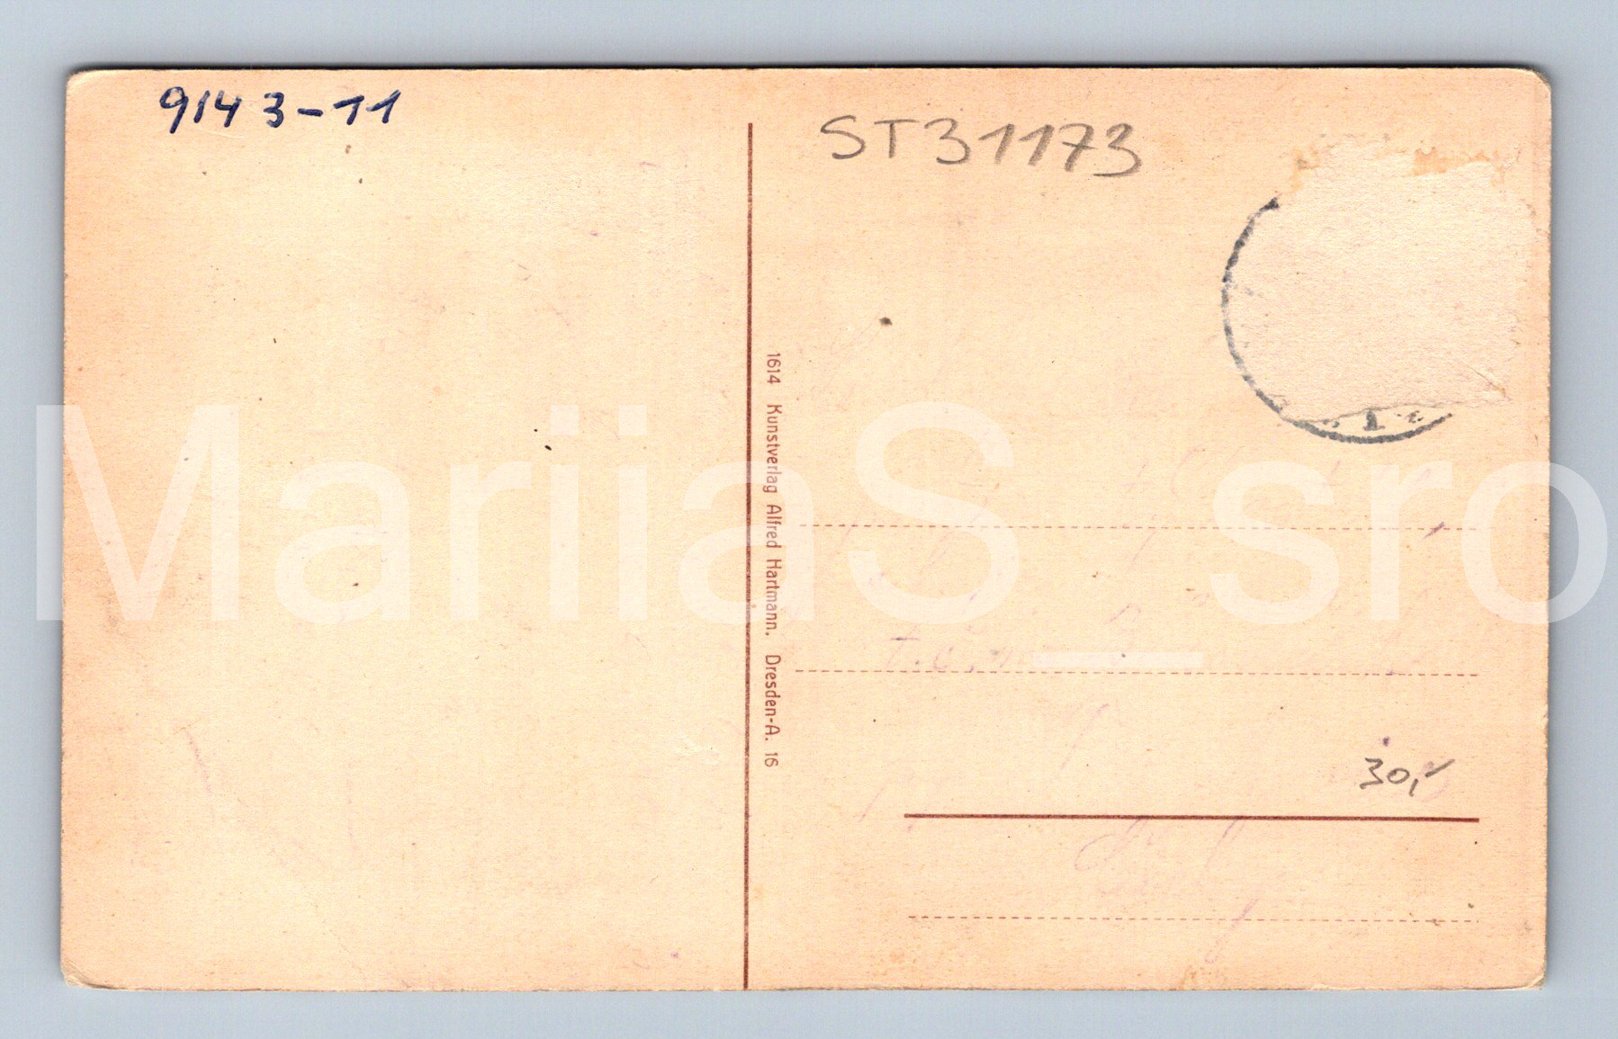 9143-11
ST31173
1614 Kunstverlag Alfred Hartmann, Dresden-A. 16
30,-
MariiaS_sro